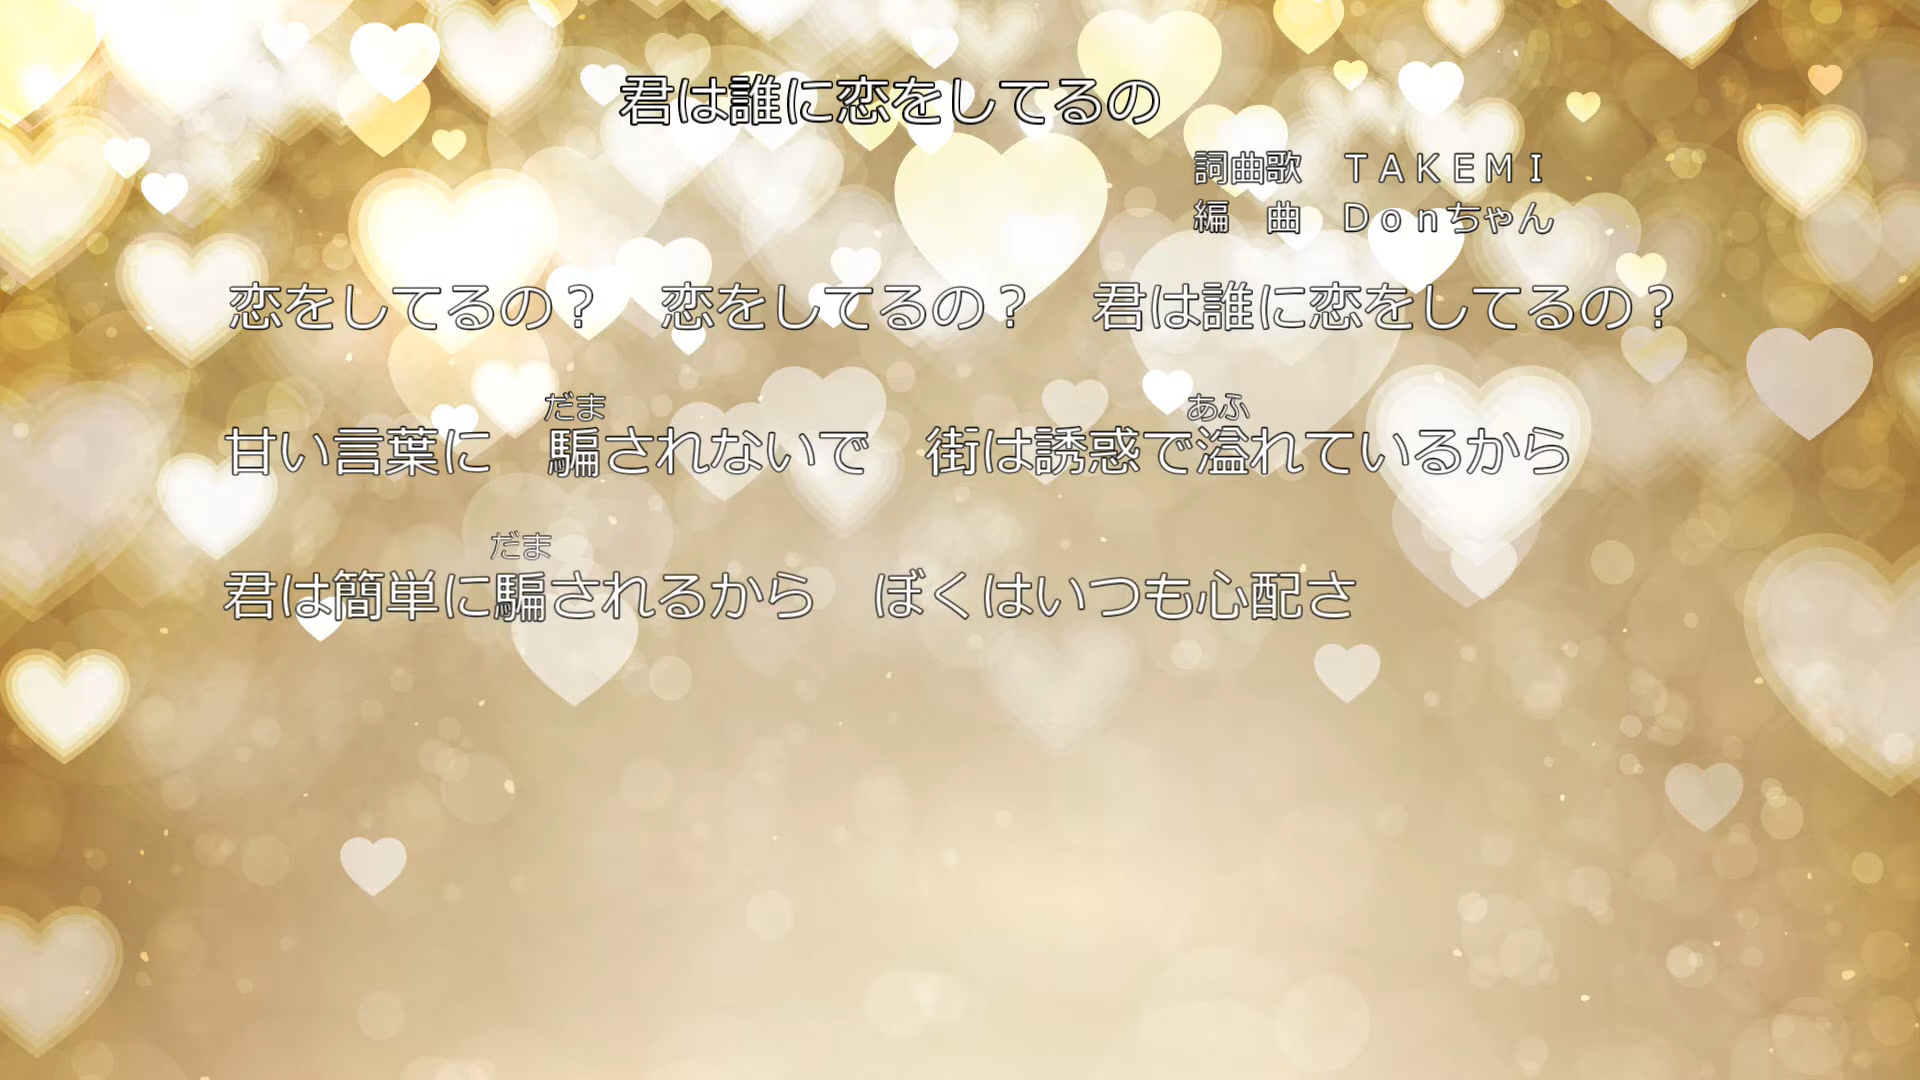 君は誰に恋をしてるの
詞曲歌　ＴＡＫＥＭＩ
編　曲　Ｄｏｎちゃん
恋をしてるの？　恋をしてるの？　君は誰に恋をしてるの？
だま　あふ
甘い言葉に　騙されないで　街は誘惑で溢れているから
だま
君は簡単に騙されるから　ぼくはいつも心配さ